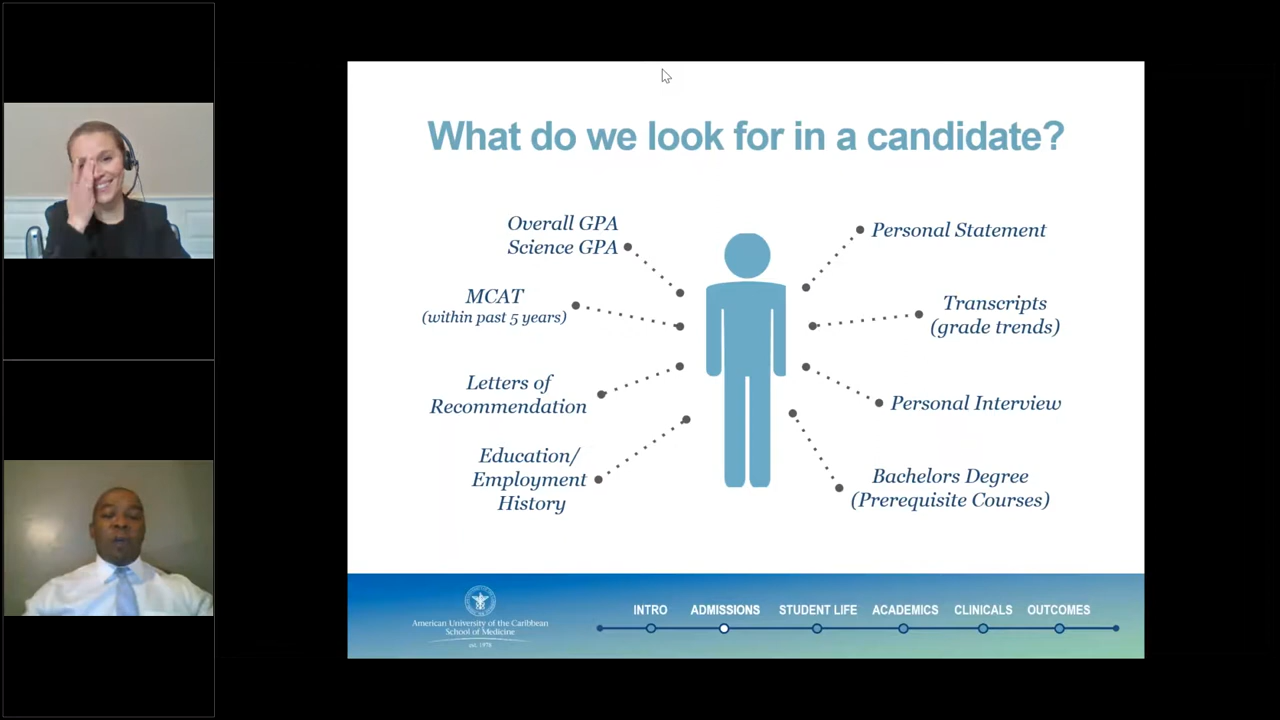 What do we look for in a candidate?
Overall GPA
Science GPA
MCAT
(within past 5 years)
Letters of
Recommendation
Education/
Employment
History
Personal Statement
Transcripts
(grade trends)
Personal Interview
Bachelors Degree
(Prerequisite Courses)
American University of the Caribbean
School of Medicine
est. 1978
INTRO
ADMISSIONS
STUDENT LIFE
ACADEMICS
CLINICALS
OUTCOMES